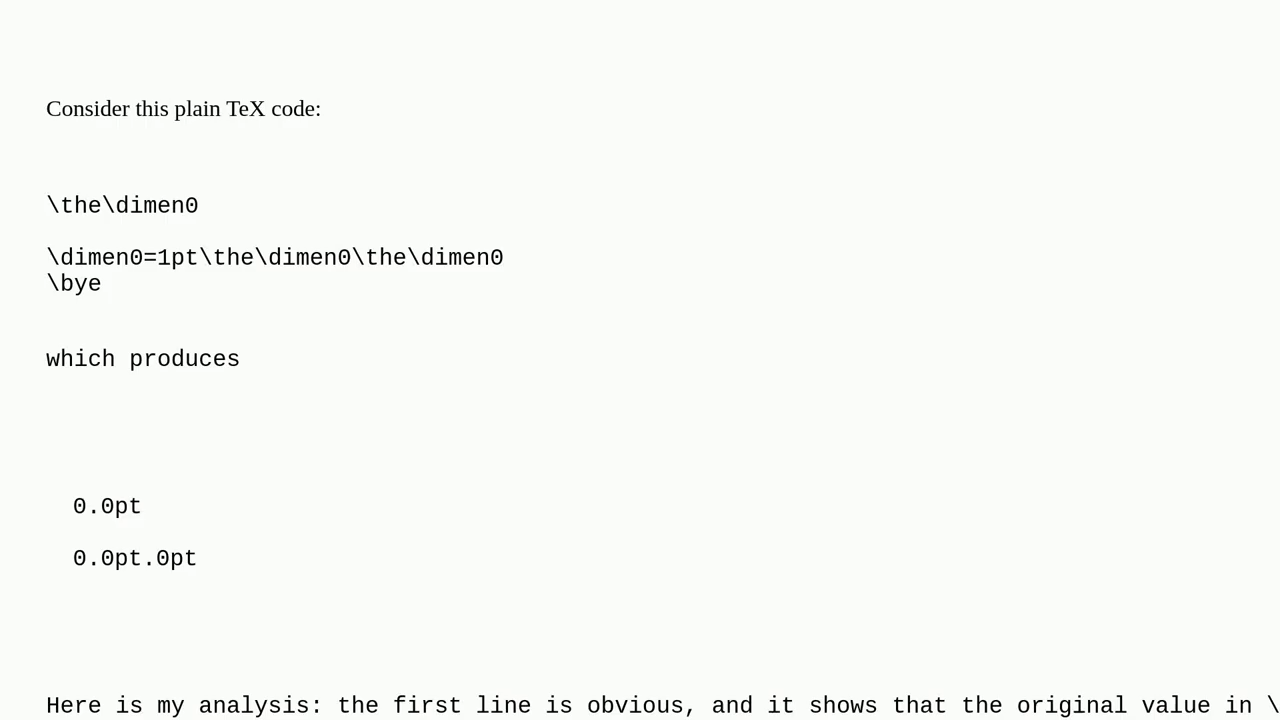 Consider this plain TeX code:
\the\dimen0
\dimen0=1pt\the\dimen0\the\dimen0
\bye
which produces
0.0pt
0.0pt.0pt
Here is my analysis: the first line is obvious, and it shows that the original value in \